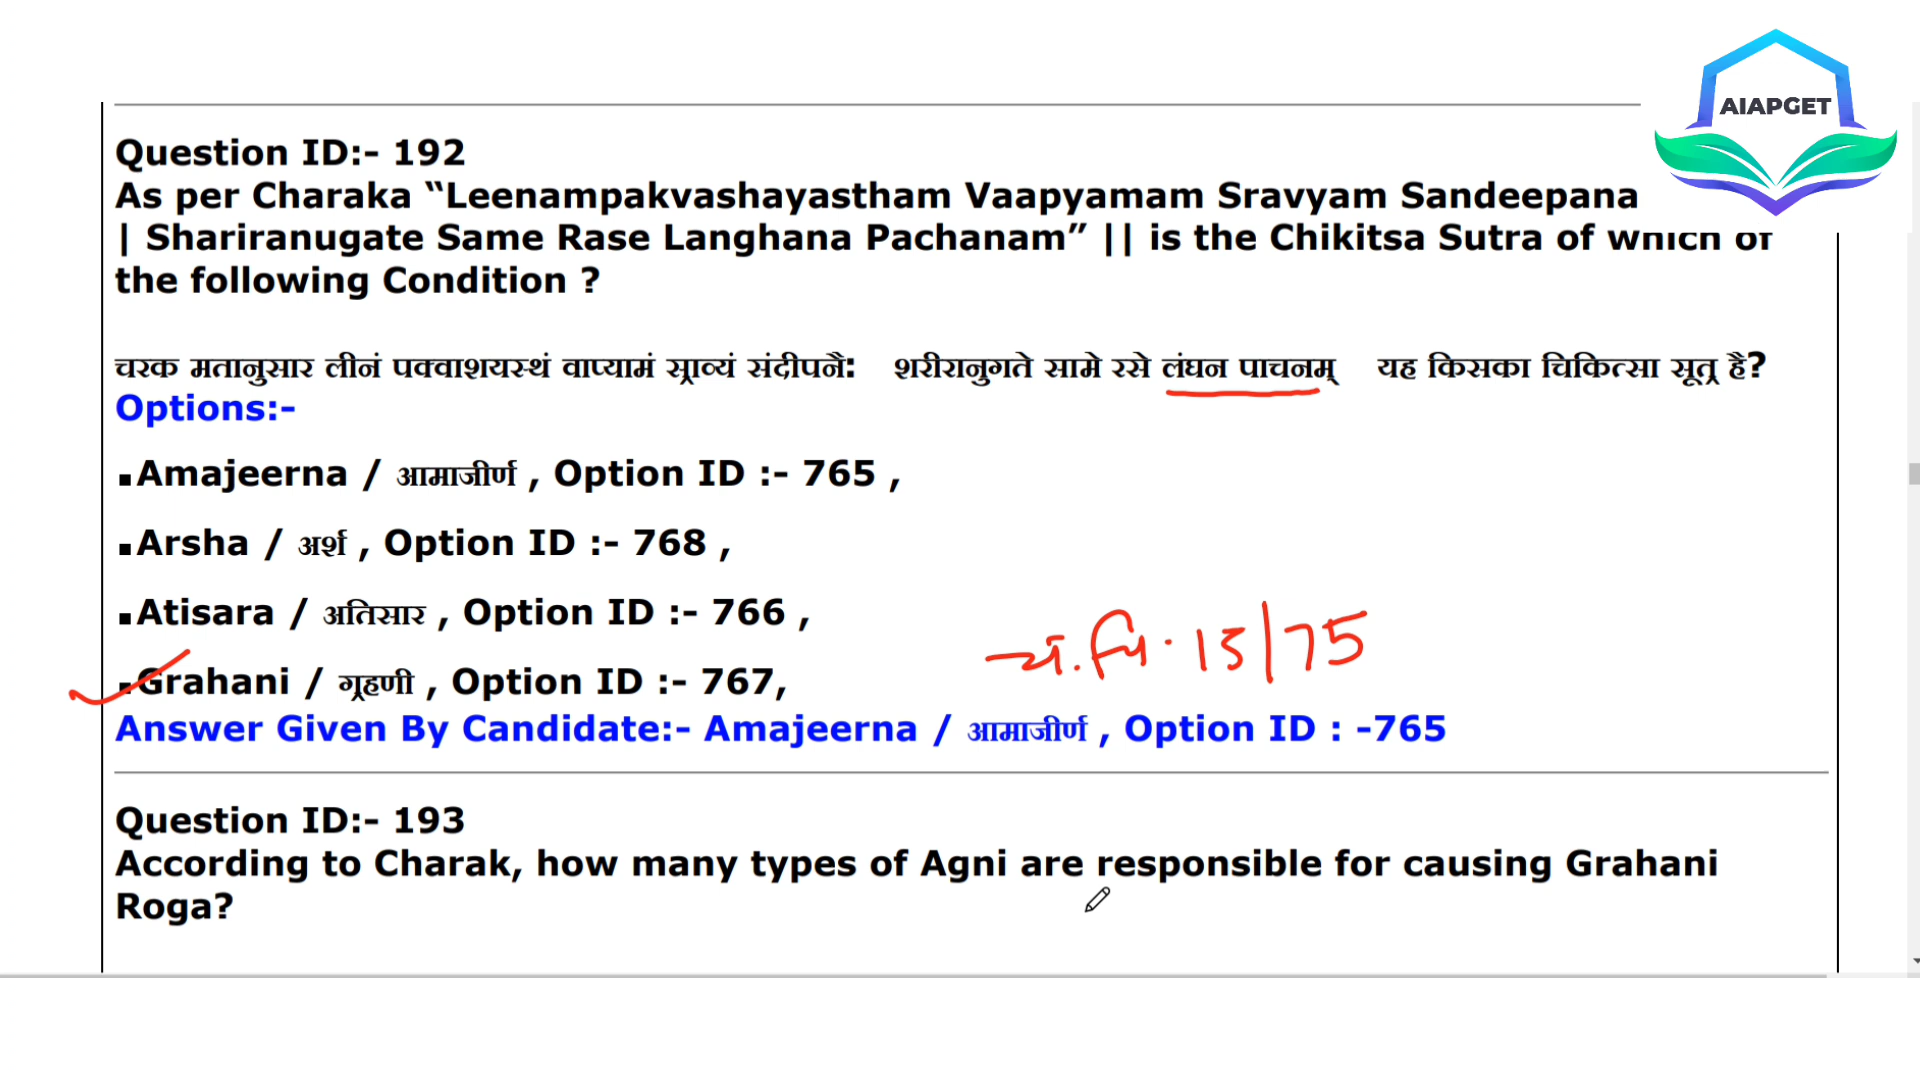 AIAPGET
Question ID:- 192
As per Charaka “Leenampakvashayastham Vaapyamam Sravyam Sandeepana
| Shariranugate Same Rase Langhana Pachanam” || is the Chikitsa Sutra of which of
the following Condition ?
चरक मतानुसार लीनं पक्वाशयस्थं वाप्यामं स्राव्यं संदीपनै: शरीरानुगते सामे रसे लंघन पाचनम् यह किसका चिकित्सा सूत्र है?
Options:-
▪Amajeerna / आमाजीर्ण , Option ID :- 765 ,
▪Arsha / अर्श , Option ID :- 768 ,
▪Atisara / अतिसार , Option ID :- 766 ,
च. चि. 15/75
▪Grahani / ग्रहणी , Option ID :- 767,
Answer Given By Candidate:- Amajeerna / आमाजीर्ण , Option ID : -765
Question ID:- 193
According to Charak, how many types of Agni are responsible for causing Grahani
Roga?